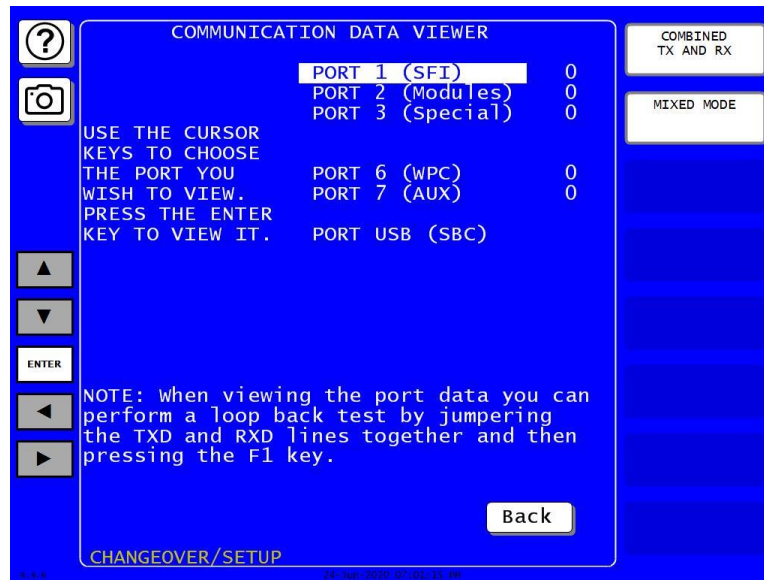 COMMUNICATION DATA VIEWER
COMBINED
TX AND RX
PORT 1 (SFI) 0
PORT 2 (Modules) 0
MIXED MODE
PORT 3 (Special) 0
USE THE CURSOR
KEYS TO CHOOSE
THE PORT YOU PORT 6 (WPC) 0
WISH TO VIEW. PORT 7 (AUX) 0
PRESS THE ENTER
KEY TO VIEW IT. PORT USB (SBC)
ENTER
NOTE: When viewing the port data you can
perform a loop back test by jumpering
the TXD and RXD lines together and then
pressing the F1 key.
Back
CHANGEOVER/SETUP